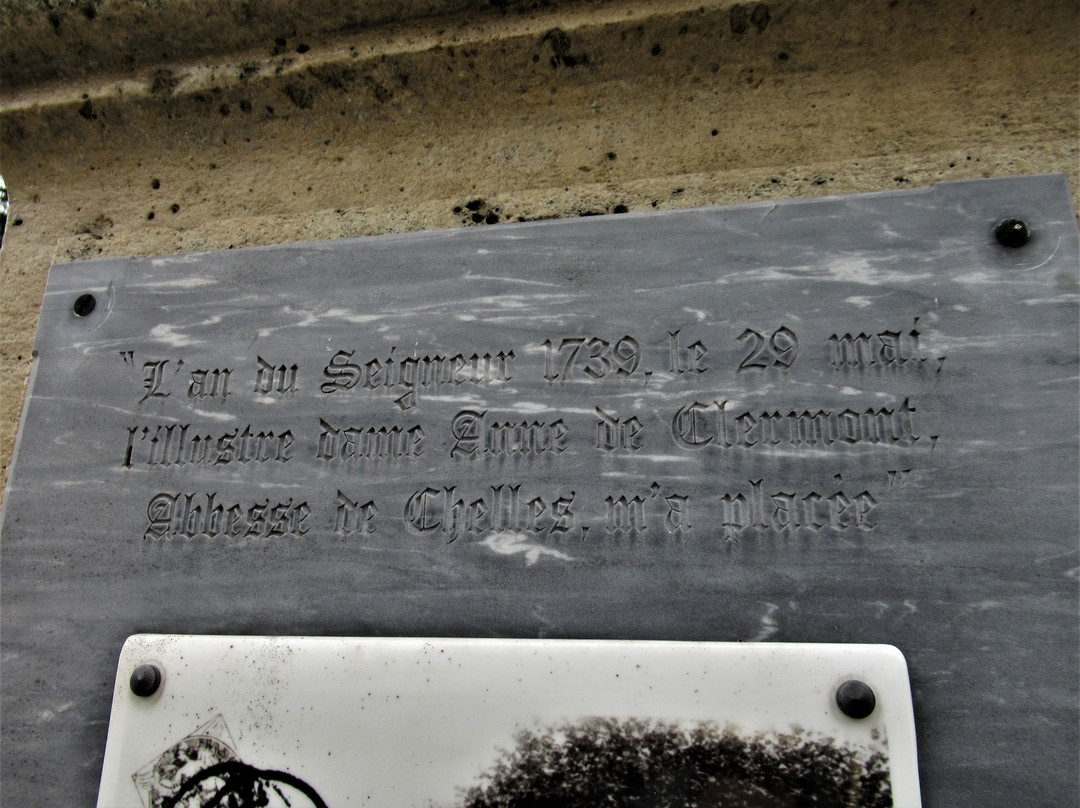 "L'an du Seigneur 1739, le 29 mai,
l'illustre dame Anne de Clermont,
Abbesse de Chelles, m'a placée"